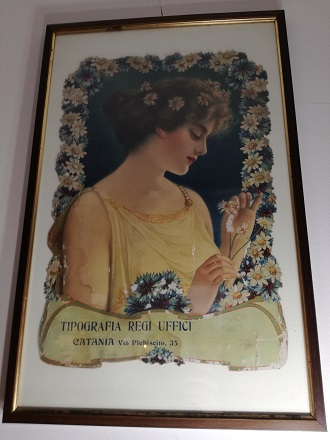 TIPOGRAFIA REGI UFFICI
CATANIA Via Plebiscito, 35